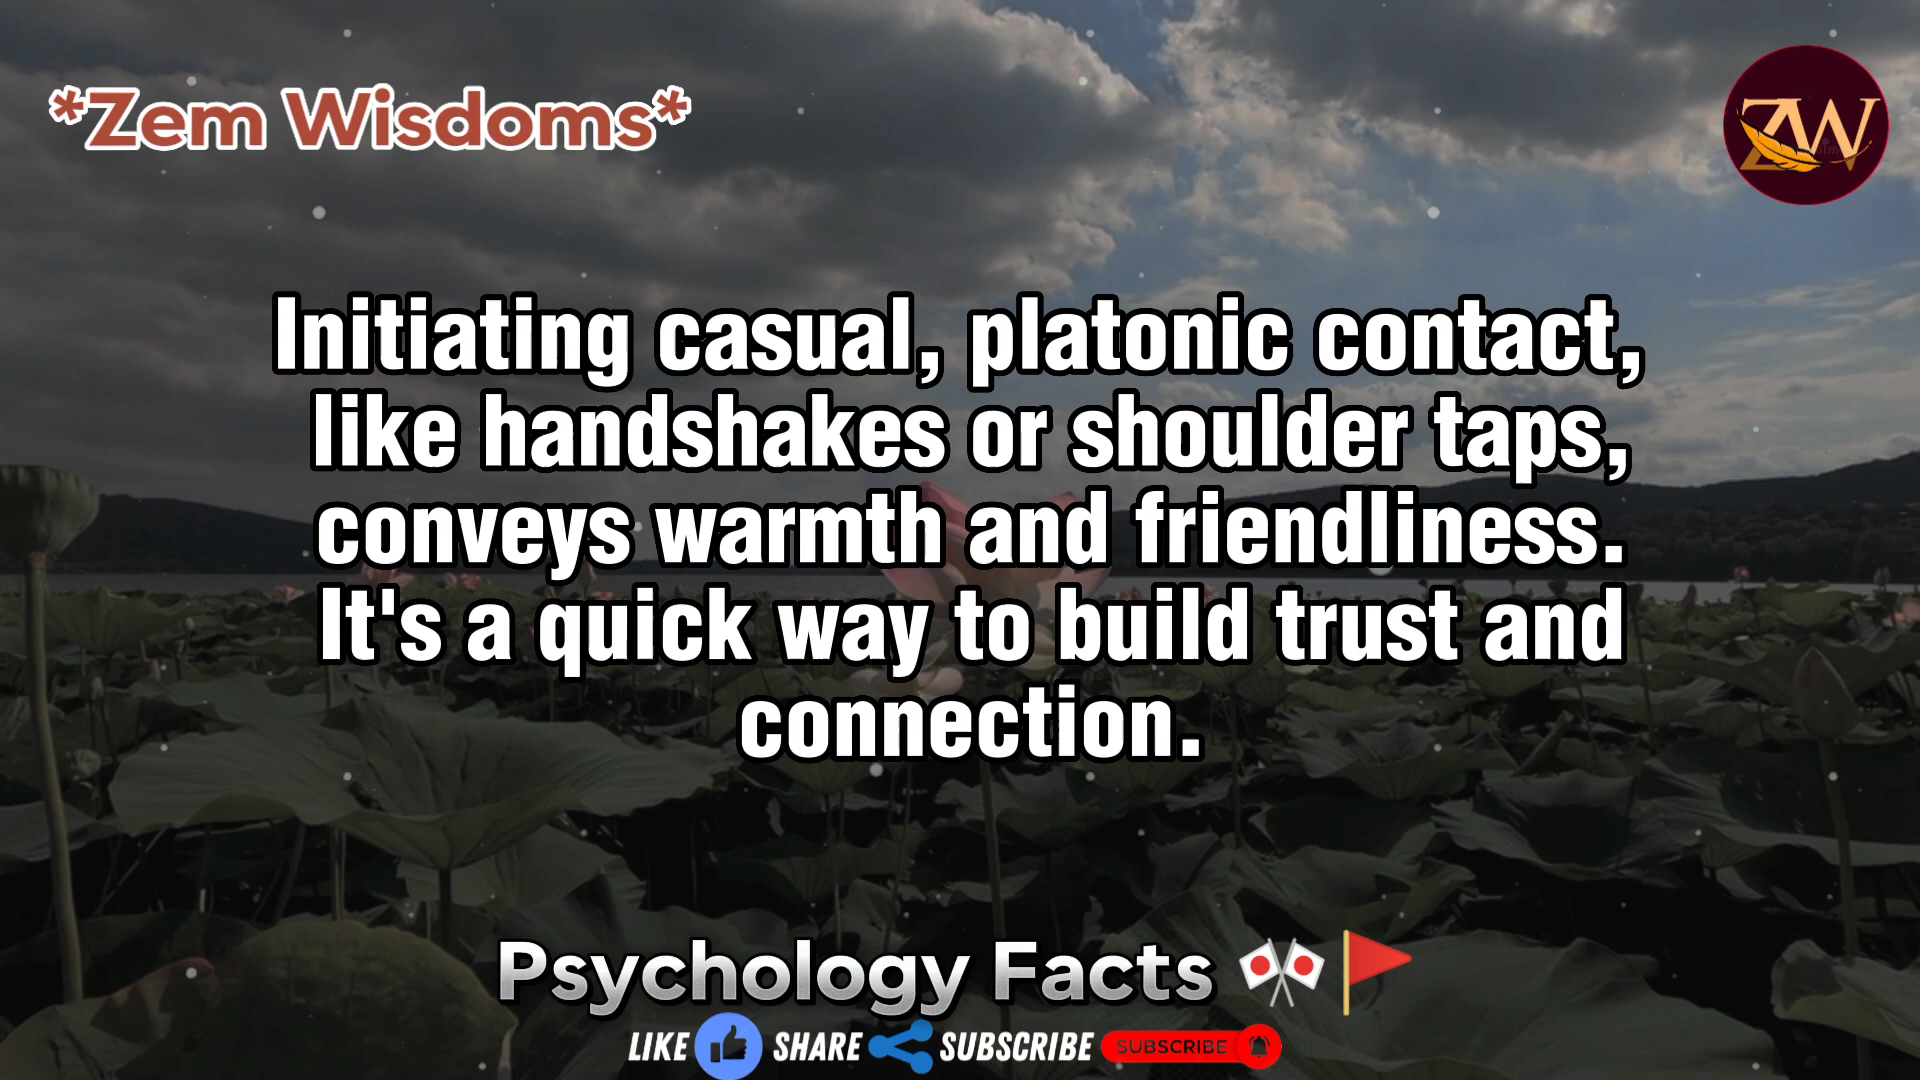 *Zem Wisdoms*
ZW
Initiating casual, platonic contact,
like handshakes or shoulder taps,
conveys warmth and friendliness.
It's a quick way to build trust and
connection.
Psychology Facts
LIKE SHARE SUBSCRIBE SUBSCRIBE